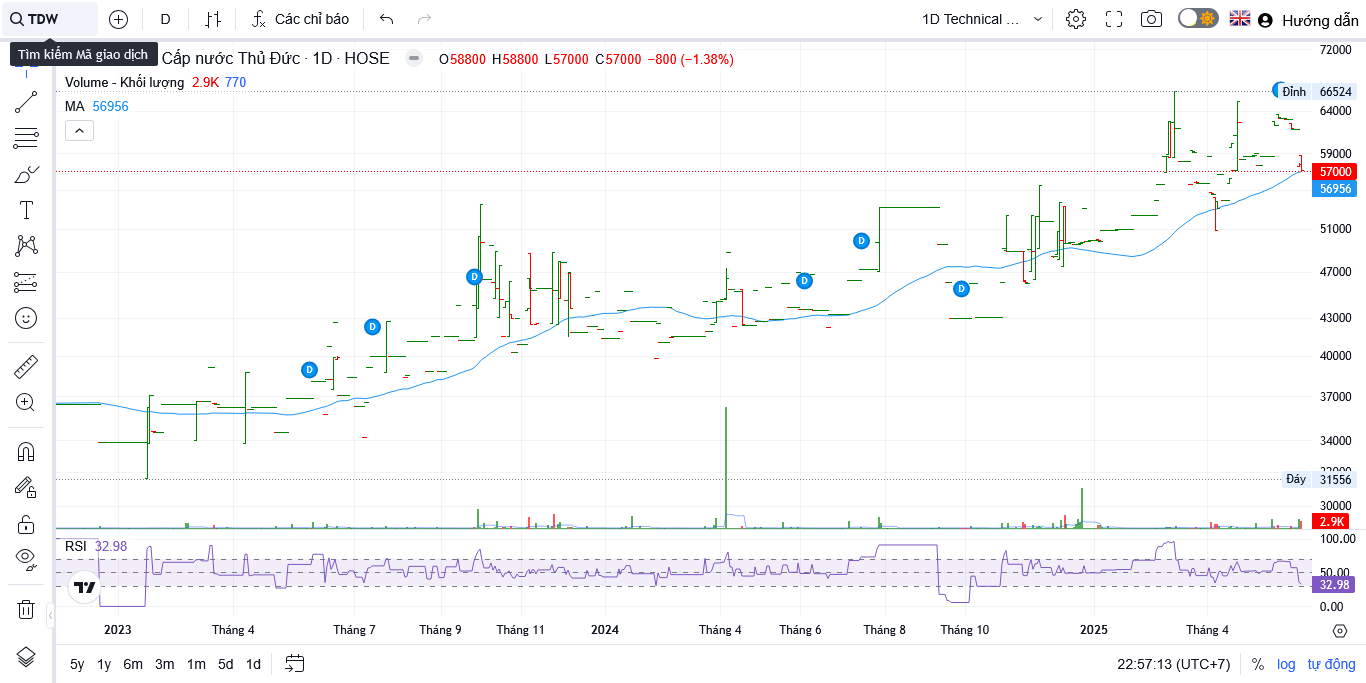 TDW D Các chỉ báo 1D Technical ... Hướng dẫn
Tìm kiếm Mã giao dịch
Cấp nước Thủ Đức · 1D · HOSE O58800 H58800 L57000 C57000 −800 (−1.38%)
Volume - Khối lượng 2.9K 770
MA 56956
72000
Đỉnh 66524
64000
59000
57000
56956
51000
47000
43000
40000
37000
34000
32000
Đáy 31556
30000
2.9K
D
D
D
D
D
D
RSI 32.98
100.00
50.00
32.98
0.00
2023 Tháng 4 Tháng 7 Tháng 9 Tháng 11 2024 Tháng 4 Tháng 6 Tháng 8 Tháng 10 2025 Tháng 4
5y 1y 6m 3m 1m 5d 1d 22:57:13 (UTC+7) % log tự động